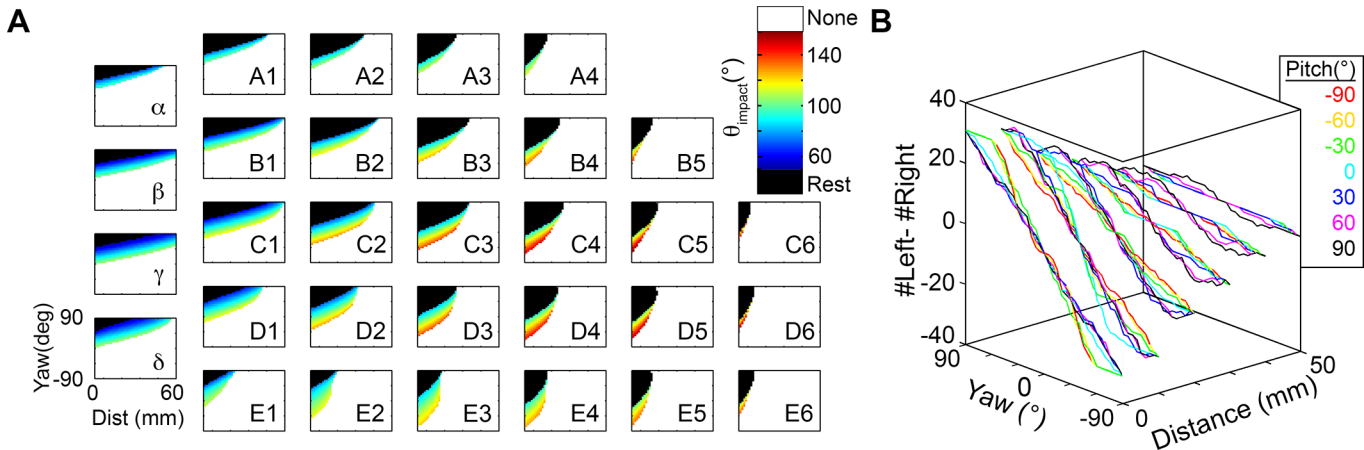 A
None
140
100
60
Rest
θimpact(°)
A1 A2 A3 A4
α
B1 B2 B3 B4 B5
β
C1 C2 C3 C4 C5 C6
γ
D1 D2 D3 D4 D5 D6
δ
E1 E2 E3 E4 E5 E6
Yaw(deg)
90
-90
0 60
Dist (mm)
B
Pitch(°)
-90
-60
-30
0
30
60
90
#Left- #Right
40
20
0
-20
-40
90 0 -90
Yaw (°)
0 50
Distance (mm)